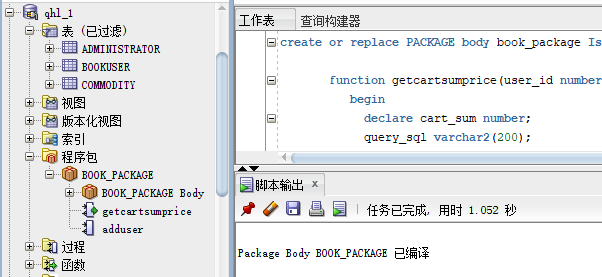 qhl_1
表 (已过滤)
ADMINISTRATOR
BOOKUSER
COMMODITY
视图
版本化视图
索引
程序包
BOOK_PACKAGE
BOOK_PACKAGE Body
getcartsumprice
adduser
过程
函数
工作表 查询构建器
create or replace PACKAGE body book_package Is
function getcartsumprice(user_id number
begin
declare cart_sum number;
query_sql varchar2(200);
脚本输出 x
任务已完成, 用时 1.052 秒
Package Body BOOK_PACKAGE 已编译